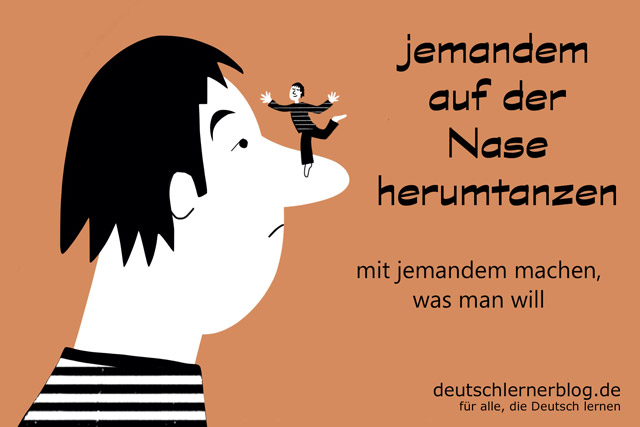 jemandem
auf der
Nase
herumtanzen
mit jemandem machen,
was man will
deutschlernerblog.de
für alle, die Deutsch lernen